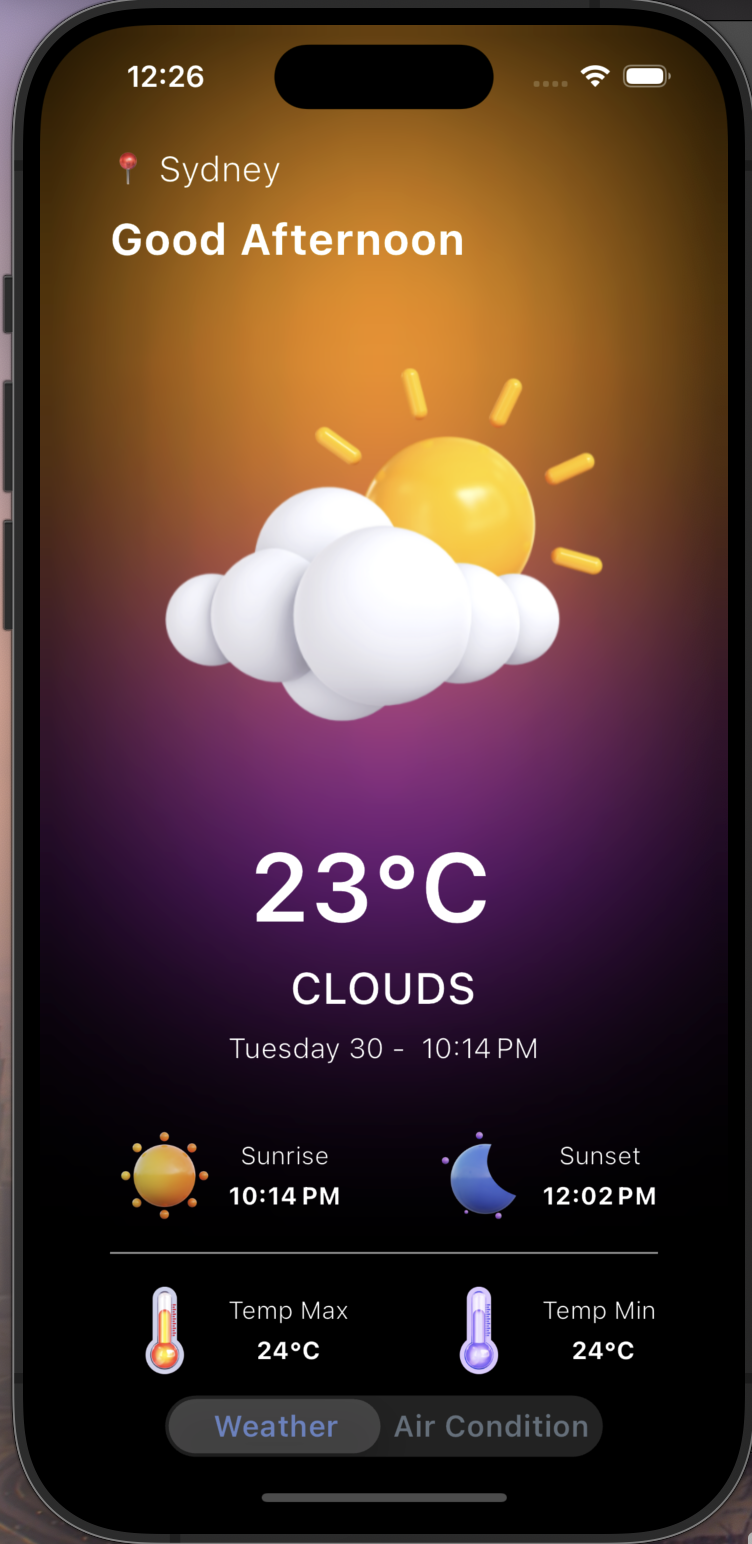 12:26
Sydney
Good Afternoon
23°C
CLOUDS
Tuesday 30 - 10:14 PM
Sunrise
10:14 PM
Sunset
12:02 PM
Temp Max
24°C
Temp Min
24°C
Weather
Air Condition